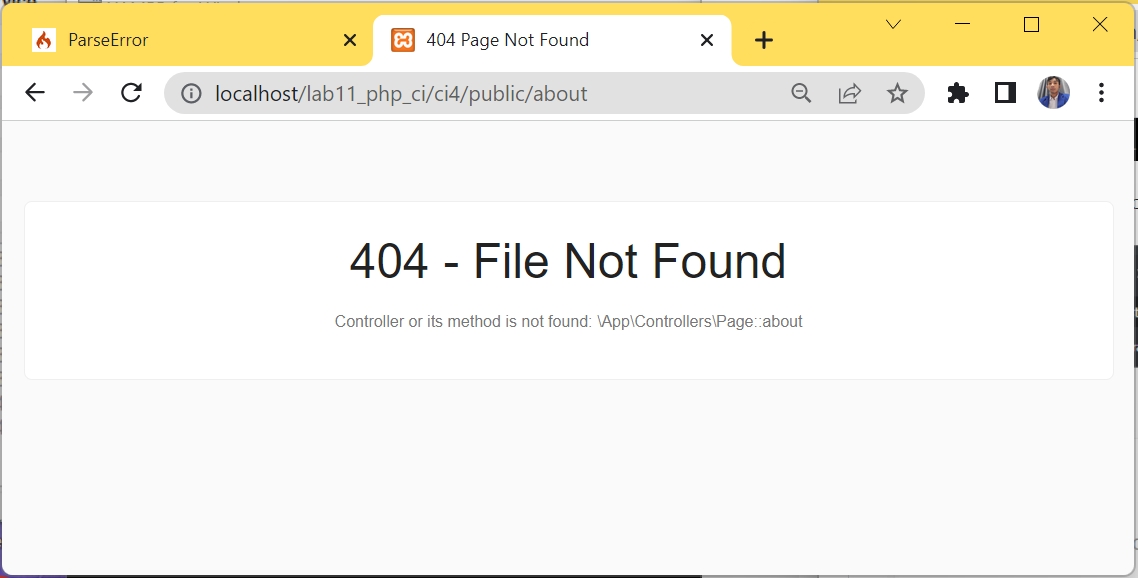 ParseError
404 Page Not Found
localhost/lab11_php_ci/ci4/public/about
404 - File Not Found
Controller or its method is not found: \App\Controllers\Page::about